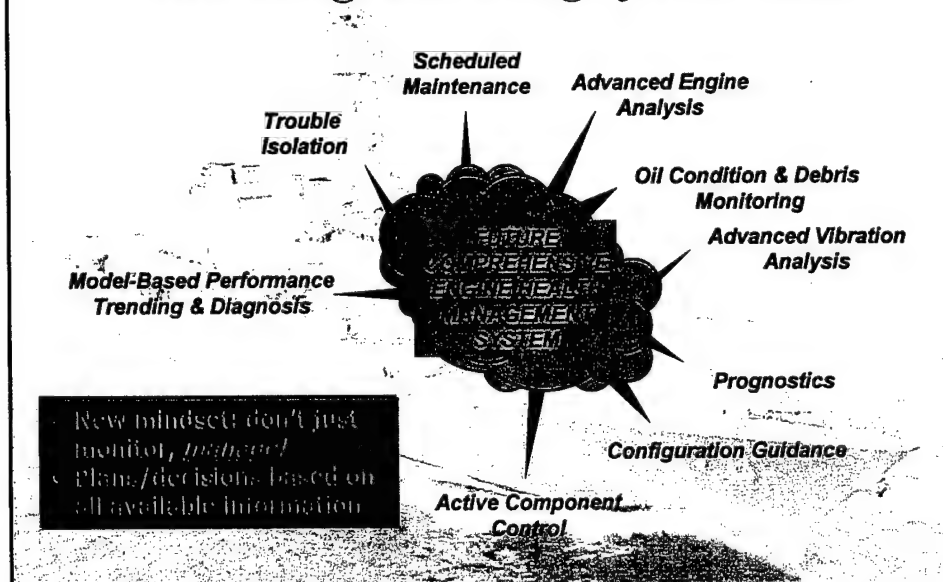 Scheduled
Maintenance
Advanced Engine
Analysis
Trouble
Isolation
Oil Condition & Debris
Monitoring
Advanced Vibration
Analysis
FUTURE
COMPREHENSIVE
ENGINE HEALTH
MANAGEMENT
SYSTEM
Model-Based Performance
Trending & Diagnosis
Prognostics
New mindset: don't just
monitor, manage!
Plans/decisions based on
all available information
Configuration Guidance
Active Component
Control